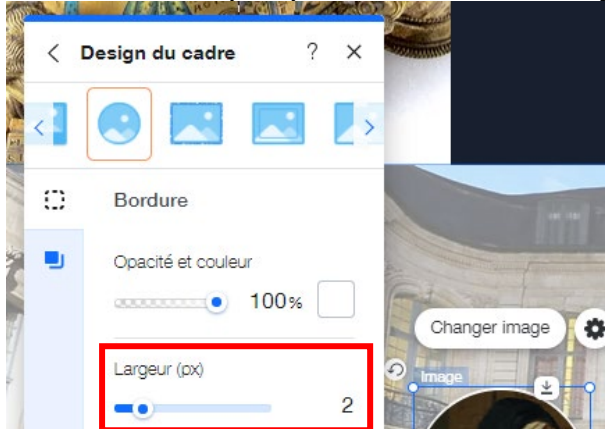 Design du cadre ?
Bordure
Opacité et couleur
100%
Changer image
Largeur (px)
Image
2